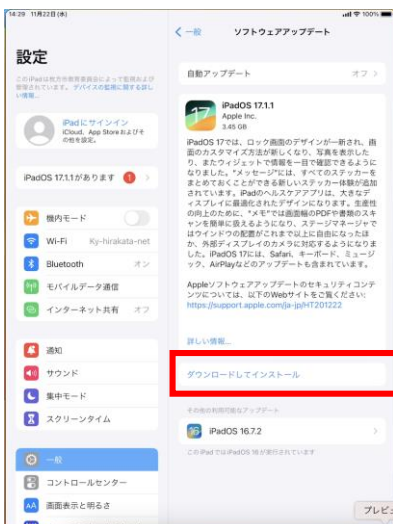 14:29 11月22日(水)
100%
設定
このiPadは枚方市教育委員会によって監視および
管理されています。デバイスの監視に関する詳し
い情報...
iPadにサインイン
iCloud、App Storeおよびそ
の他を設定。
iPadOS 17.1.1があります 1
機内モード
Wi-Fi Ky-hirakata-net
Bluetooth オン
モバイルデータ通信
インターネット共有 オフ
通知
サウンド
集中モード
スクリーンタイム
一般
コントロールセンター
AA 画面表示と明るさ
一般 ソフトウェアアップデート
自動アップデート オフ
17
iPadOS 17.1.1
Apple Inc.
3.45 GB
iPadOS 17では、ロック画面のデザインが一新され、画
面のカスタマイズ方法が新しくなり、写真を表示した
り、またウィジェットで情報を一目で確認できるように
なりました。"メッセージ"には、すべてのステッカーを
まとめておくことができる新しいステッカー体験が追加
されています。iPadのヘルスケアアプリは、大きなデ
ィスプレイに最適化されたデザインになります。生産性
の向上のために、"メモ"では画面幅のPDFや書類のスキ
ャンを簡単に扱えるようになり、ステージマネージャで
はウインドウの配置がこれまで以上に自由になったほ
か、外部ディスプレイのカメラに対応するようになりま
した。iPadOS 17には、Safari、キーボード、ミュージ
ック、AirPlayなどのアップデートも含まれています。
Appleソフトウェアアップデートのセキュリティコンテ
ンツについては、以下のWebサイトをご覧ください:
https://support.apple.com/ja-jp/HT201222
詳しい情報...
ダウンロードしてインストール
その他の利用可能なアップデート
16 iPadOS 16.7.2
このiPadではiPadOS 16が実行されています
プレビ